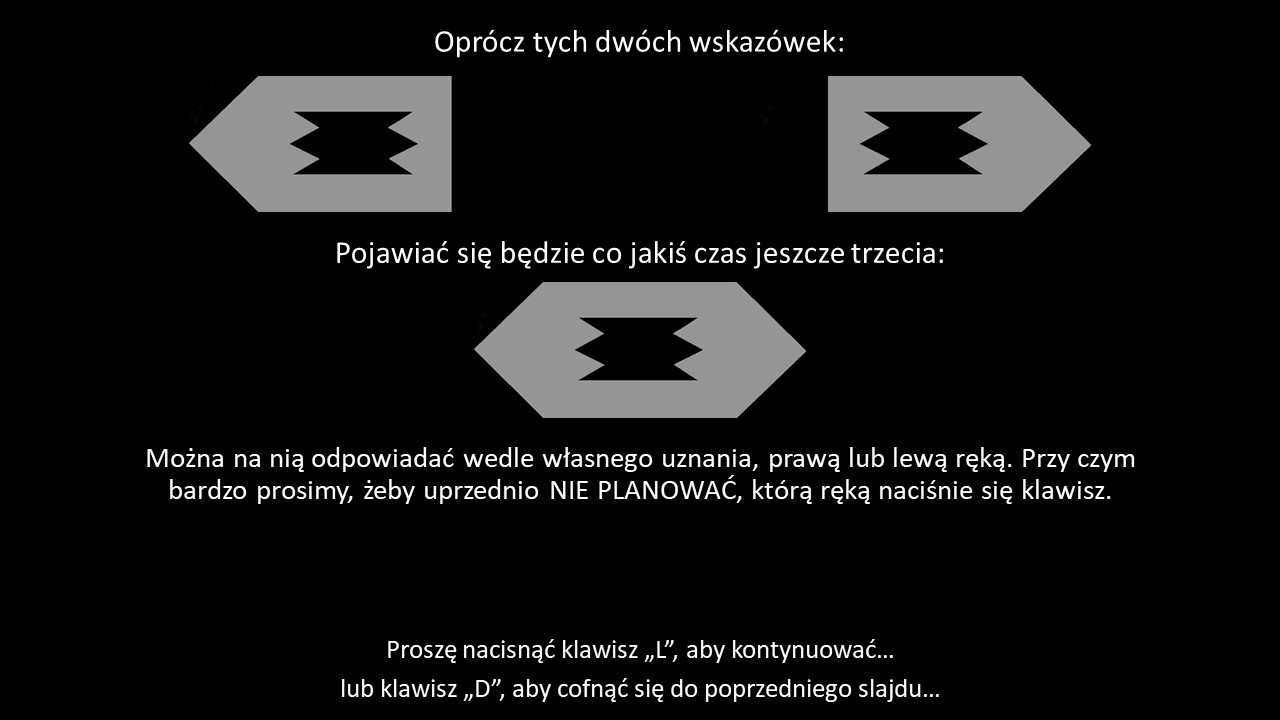 Oprócz tych dwóch wskazówek:
Pojawiać się będzie co jakiś czas jeszcze trzecia:
Można na nią odpowiadać wedle własnego uznania, prawą lub lewą ręką. Przy czym
bardzo prosimy, żeby uprzednio NIE PLANOWAĆ, którą ręką naciśnie się klawisz.
Proszę nacisnąć klawisz „L”, aby kontynuować…
lub klawisz „D”, aby cofnąć się do poprzedniego slajdu…